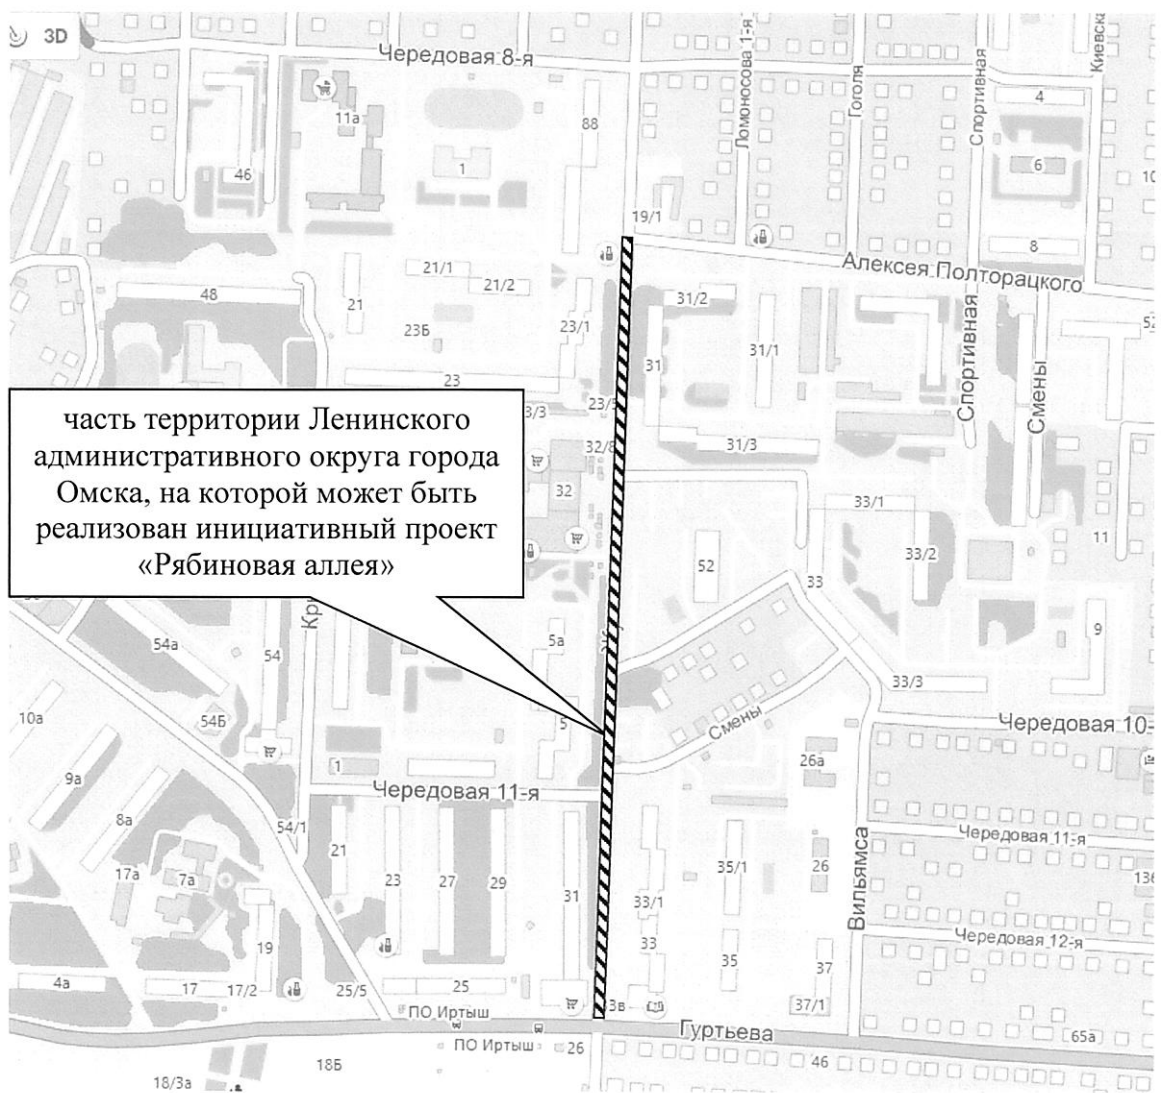 3D
Чередовая 8-я
Ломоносова 1-я
Гоголя
Спортивная
Киевска
4
88
11а
1
46
6
10
19/1
8
Алексея Полторацкого
21/1
21/2
48
21
31/2
23Б
23/1
31/1
52
31
Спортивная
Смены
23
3/3
23/5
часть территории Ленинского
административного округа города
Омска, на которой может быть
реализован инициативный проект
«Рябиновая аллея»
32/8
31/3
32
33/1
11
33/2
52
33
Кр
5а
54а
54
9
33/3
10а
54Б
5
Смены
Чередовая 10-
9а
1
26а
Чередовая 11-я
8а
54/1
Вильямса
Чередовая 11-я
21
17а
7а
23
27
29
31
35/1
26
136
33/1
19
33
35
37
Чередовая 12-я
4а
17
17/2
25/5
25
3в
37/1
ПО Иртыш
Гуртьева
65а
ПО Иртыш
26
18Б
46
18/3а